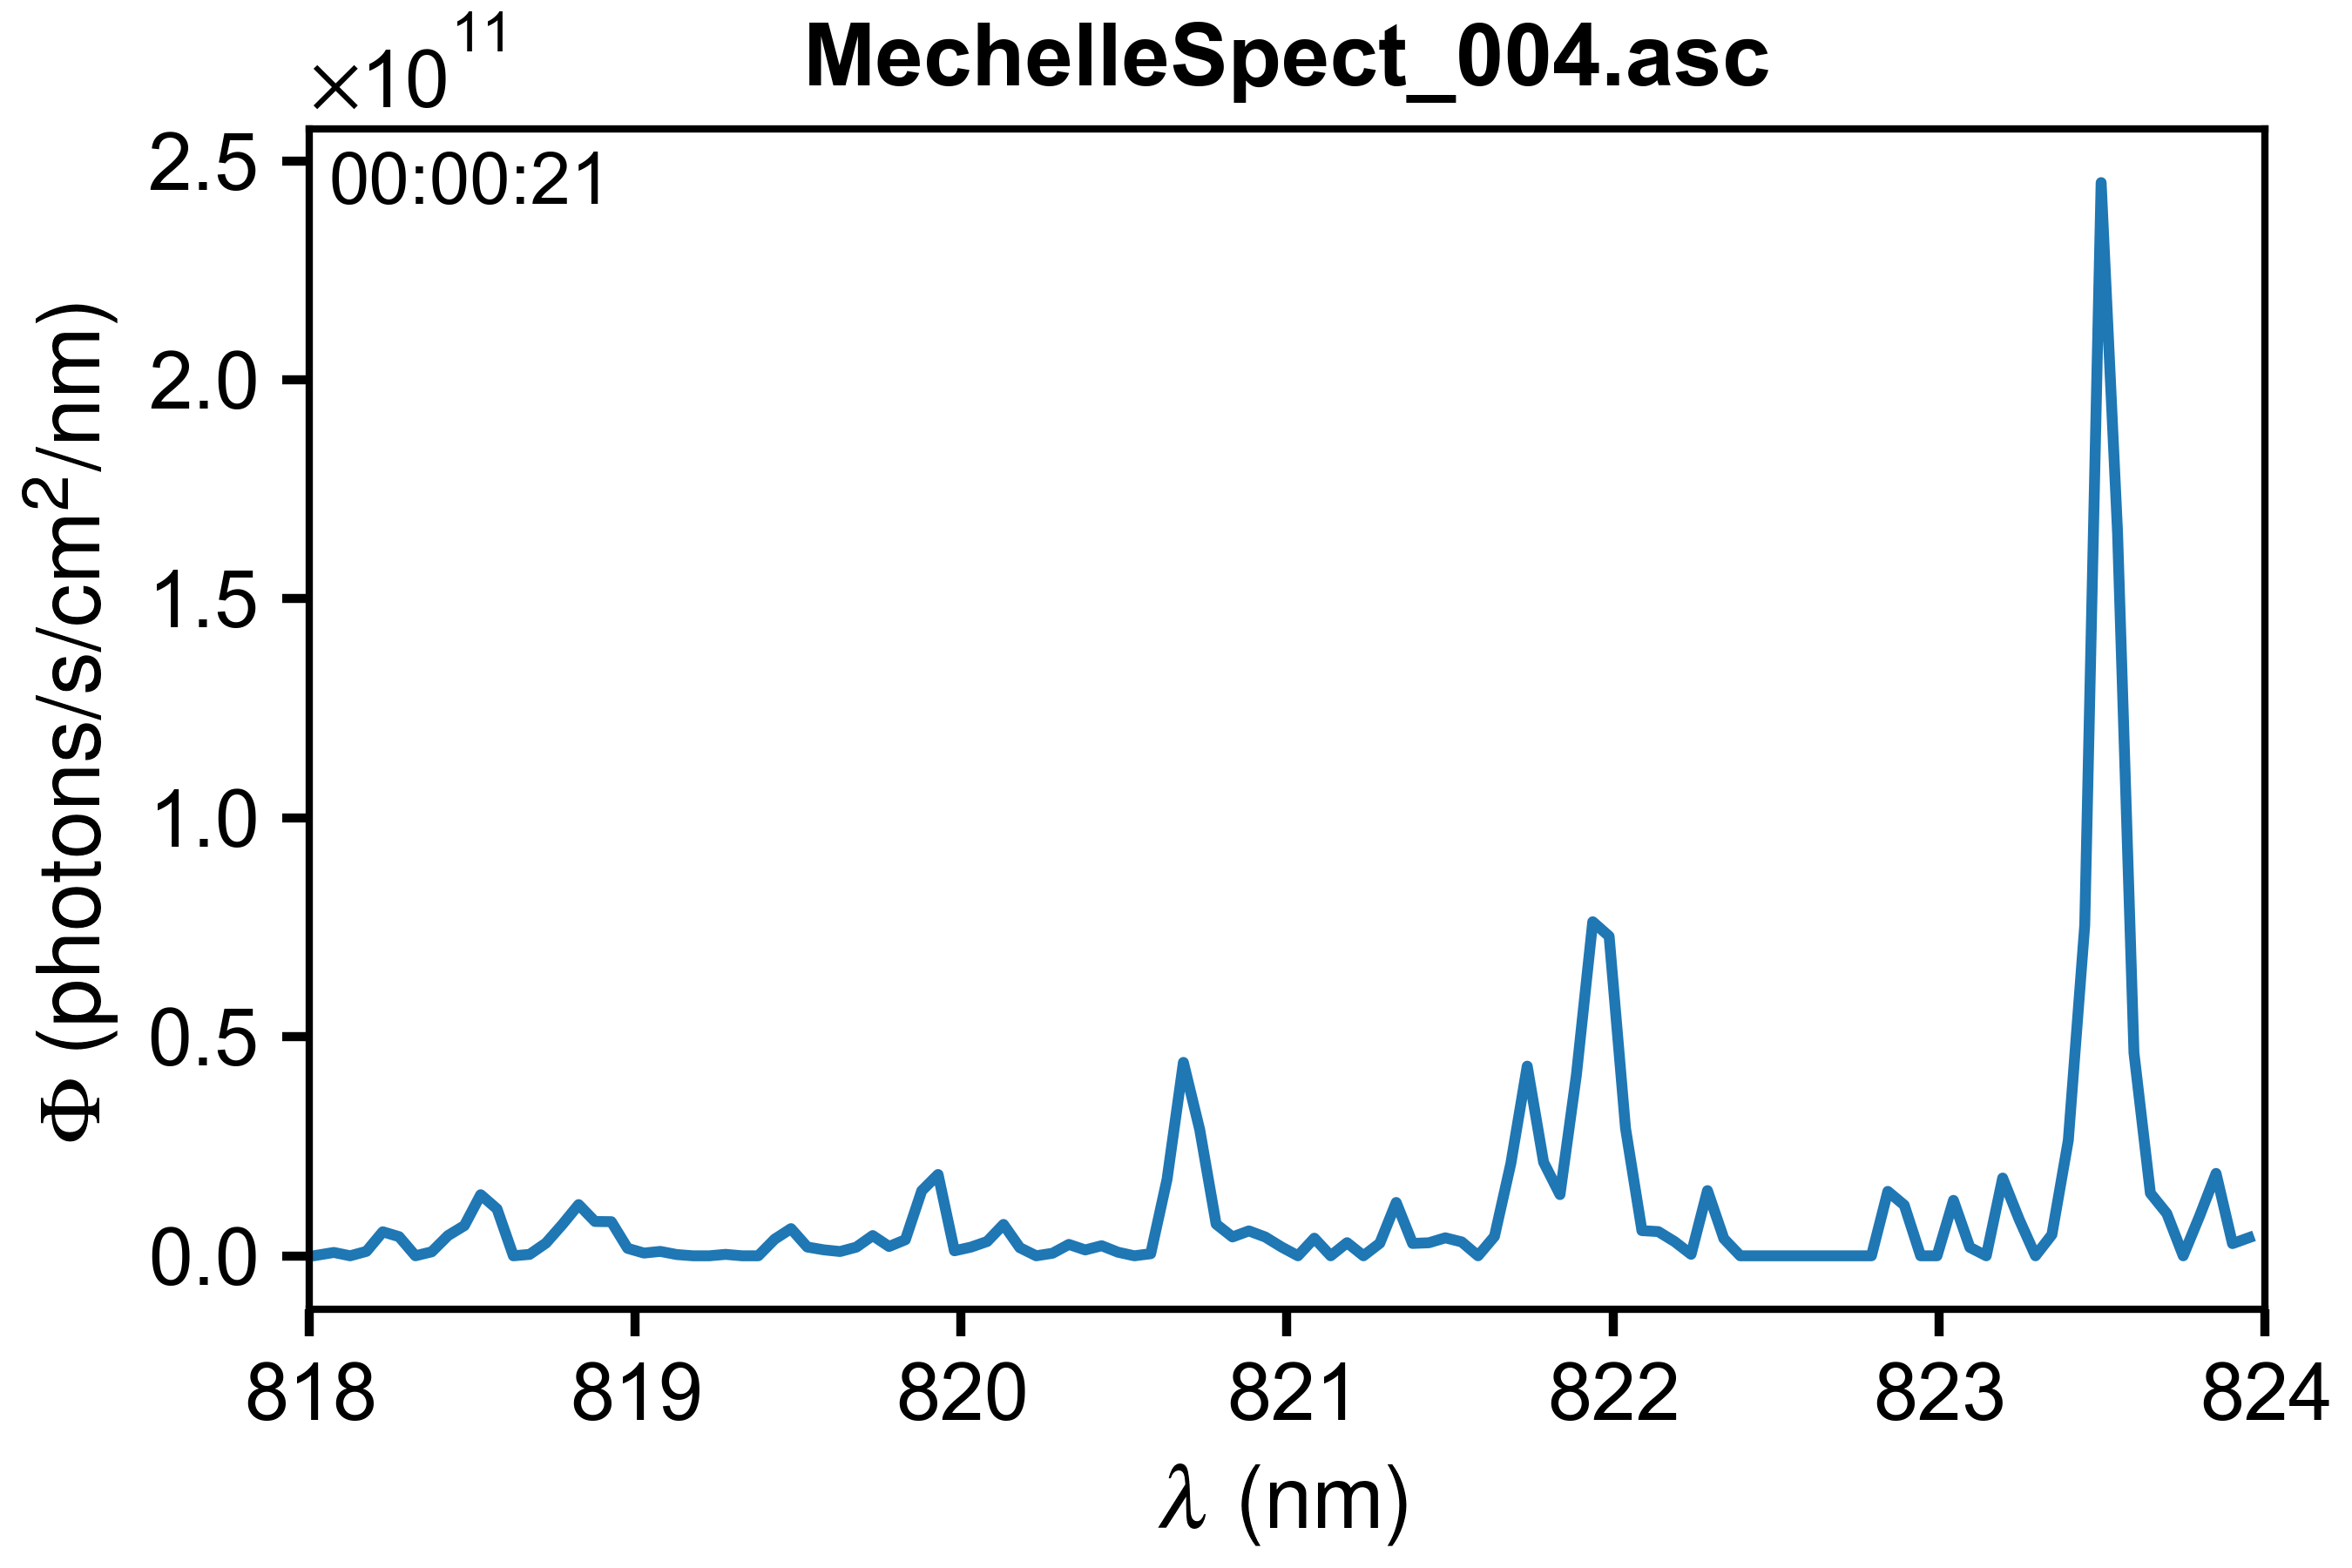 ×10^11
MechelleSpect_004.asc
00:00:21
2.5
2.0
1.5
1.0
0.5
0.0
Φ (photons/s/cm²/nm)
818 819 820 821 822 823 824
λ (nm)